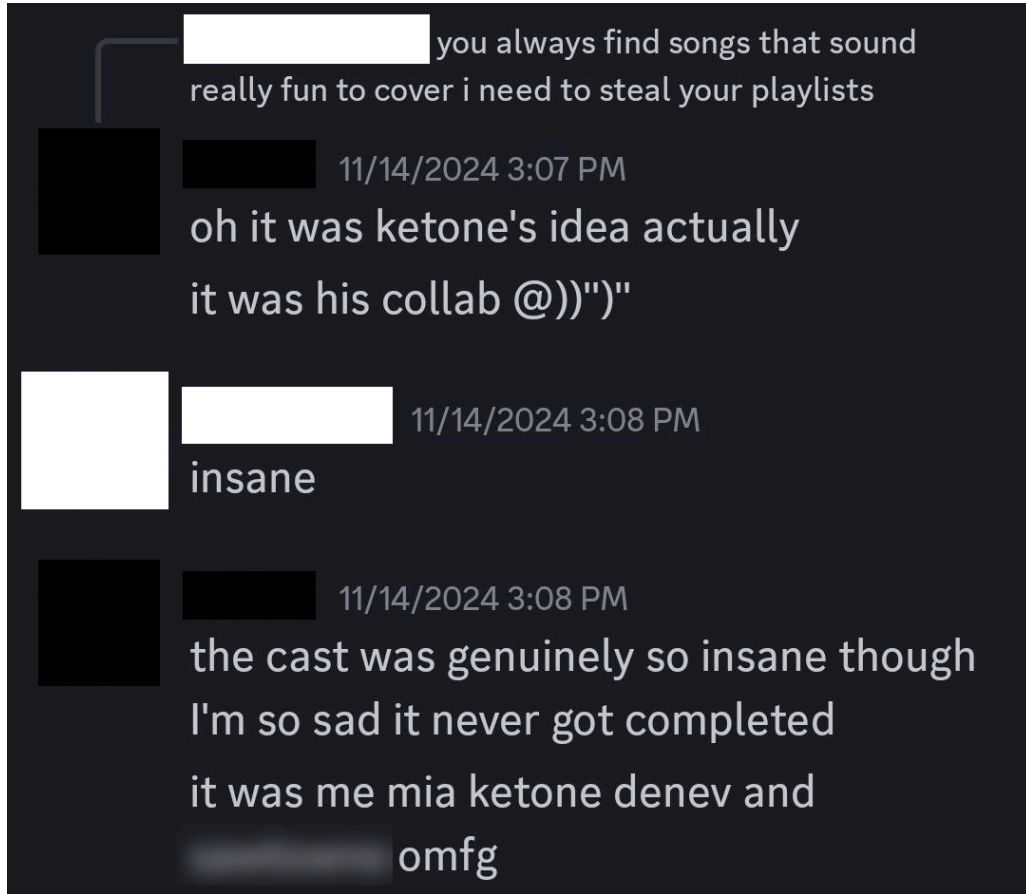 you always find songs that sound
really fun to cover i need to steal your playlists
11/14/2024 3:07 PM
oh it was ketone's idea actually
it was his collab @))")"
11/14/2024 3:08 PM
insane
11/14/2024 3:08 PM
the cast was genuinely so insane though
I'm so sad it never got completed
it was me mia ketone denev and
omfg